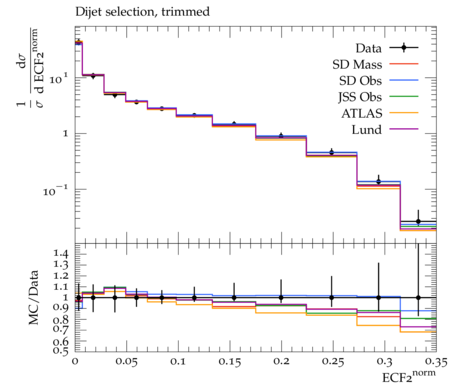 Dijet selection, trimmed
1/σ dσ/d ECF2^norm
10^1
1
10^−1
Data
SD Mass
SD Obs
JSS Obs
ATLAS
Lund
MC/Data
1.4
1.3
1.2
1.1
1
0.9
0.8
0.7
0.6
0.5
0 0.05 0.1 0.15 0.2 0.25 0.3 0.35
ECF2^norm